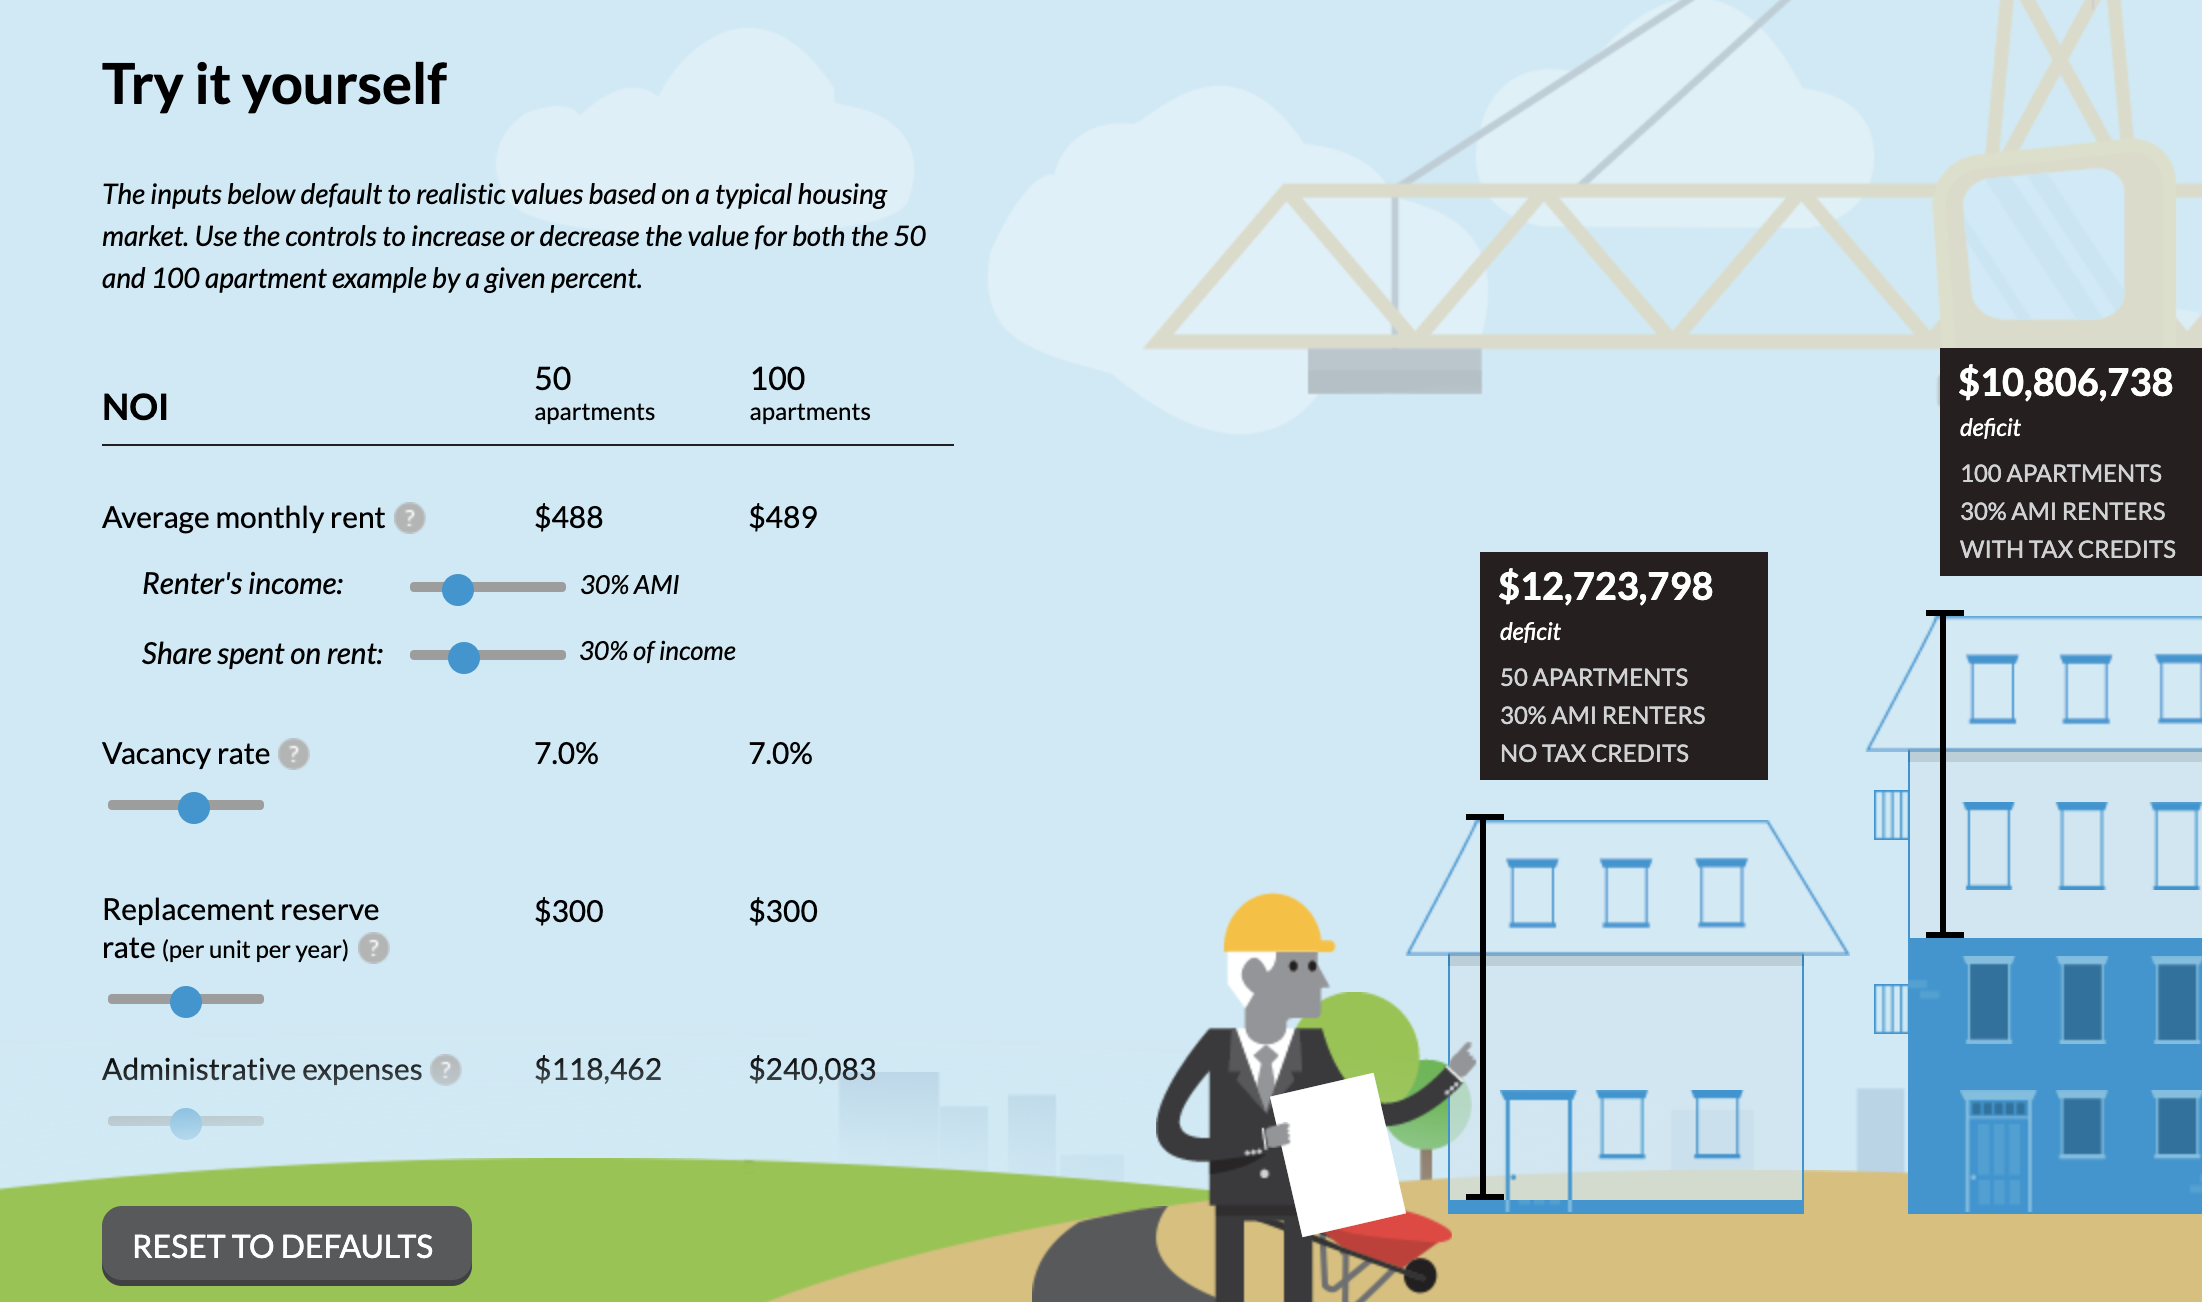 Try it yourself
The inputs below default to realistic values based on a typical housing
market. Use the controls to increase or decrease the value for both the 50
and 100 apartment example by a given percent.
NOI
50
apartments
100
apartments
Average monthly rent ?
$488
$489
Renter's income:
30% AMI
Share spent on rent:
30% of income
Vacancy rate ?
7.0%
7.0%
Replacement reserve
rate (per unit per year) ?
$300
$300
Administrative expenses ?
$118,462
$240,083
RESET TO DEFAULTS
$12,723,798
deficit
50 APARTMENTS
30% AMI RENTERS
NO TAX CREDITS
$10,806,738
deficit
100 APARTMENTS
30% AMI RENTERS
WITH TAX CREDITS